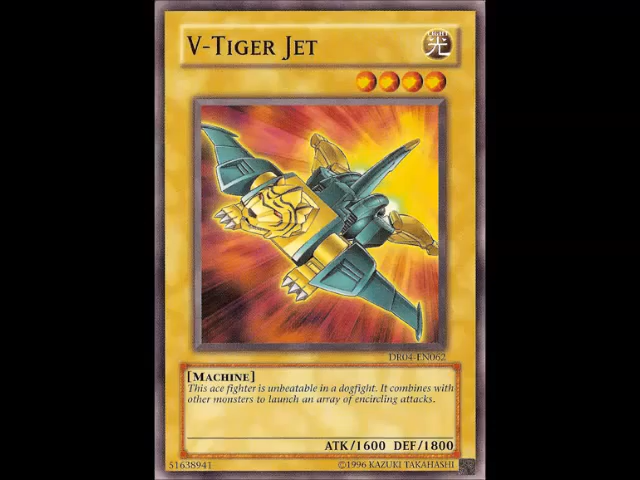 V-TIGER JET
LIGHT
光
DR04-EN062
[MACHINE]
This ace fighter is unbeatable in a dogfight. It combines with
other monsters to launch an array of encircling attacks.
ATK/1600 DEF/1800
51638941
©1996 KAZUKI TAKAHASHI